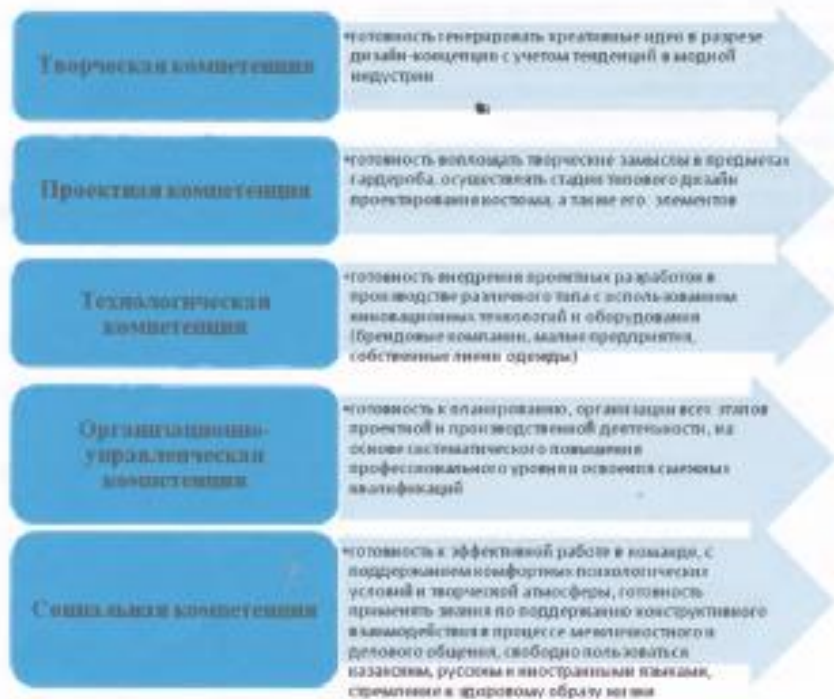 Творческая компетенция
•готовность генерировать креативные идео в разрезе
дизайн-концепции с учетом тенденций в модной
индустрии
Проектная компетенция
•готовность воплощать творческие замыслы в предметах
гардероба, осуществлять стадии типового дизайн
проектирования костюма, а также его элементов
Технологическая
компетенция
•готовность внедрения проектных разработок в
производстве различного типа с использованием
инновационных технологий и оборудования
(брендовые компании, малые предприятия,
собственные линии одежды)
Организационно-
управленческая
компетенция
•готовность к планированию, организации всех этапов
проектной и производственной деятельности, на
основе систематического повышения
профессионального уровня и освоения смежных
квалификаций
Социальная компетенция
•готовность к эффективной работе в команде, с
поддержанием комфортных психологических
условий и творческой атмосферы, готовность
применять знания по поддержанию конструктивного
взаимодействия в процессе межличностного и
делового общения, свободно пользоваться
казахским, русским и иностранными языками,
стремление к здоровому образу жизни